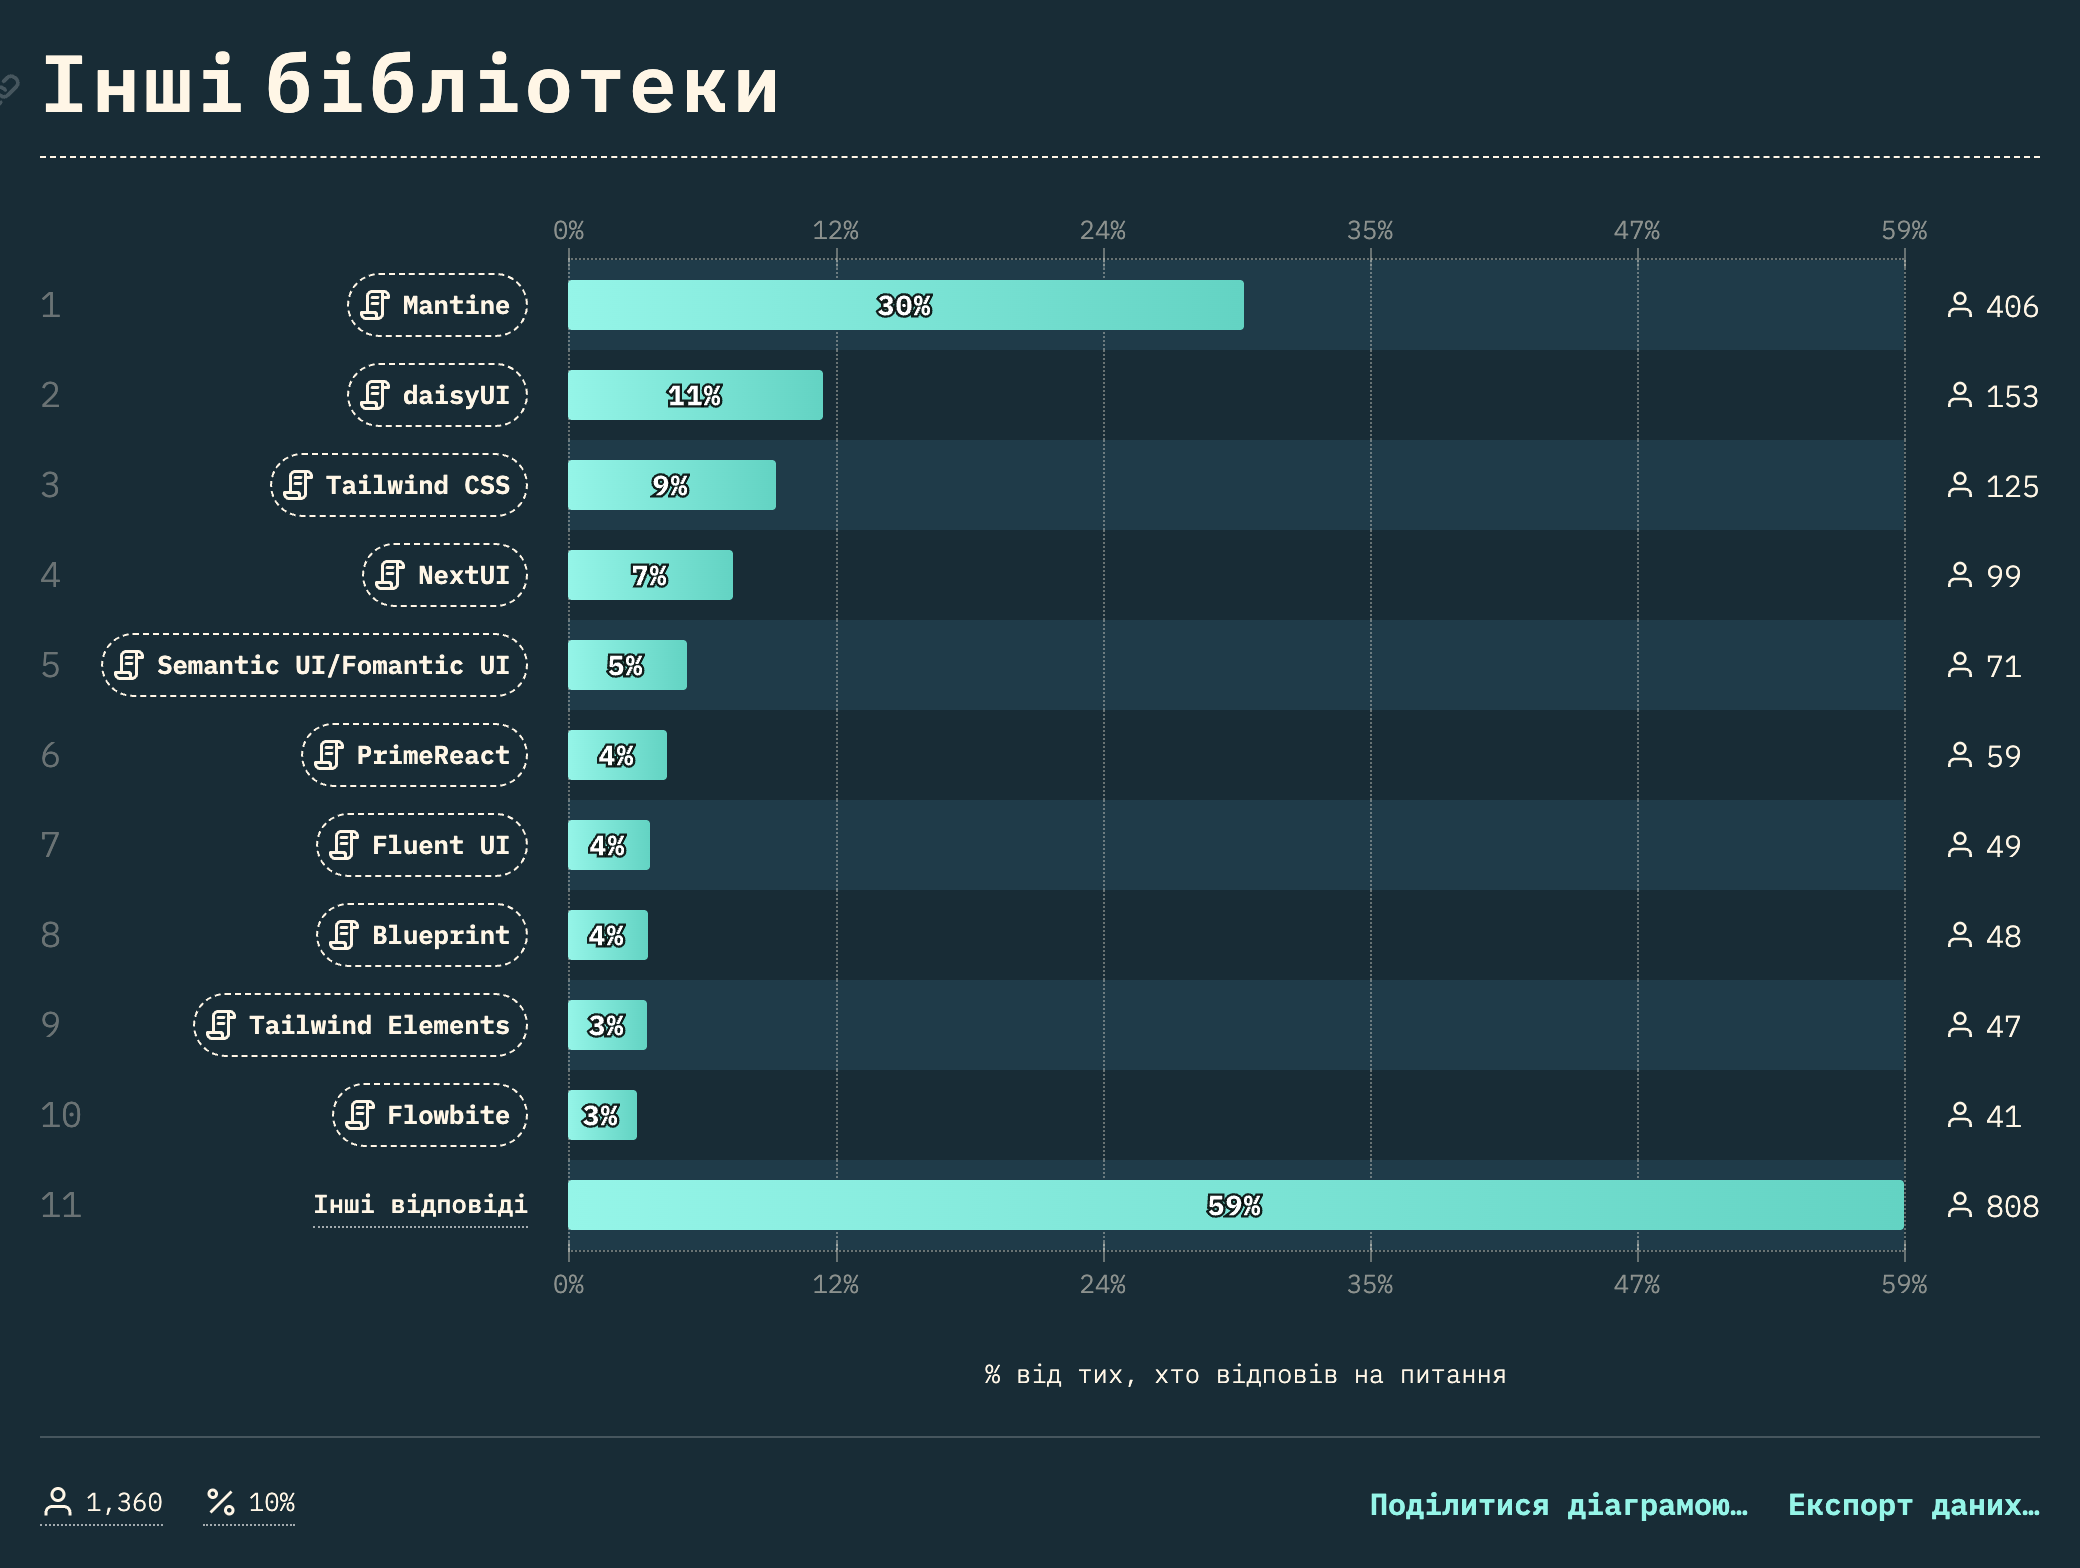 Інші бібліотеки
0% 12% 24% 35% 47% 59%
1 Mantine 30% 406
2 daisyUI 11% 153
3 Tailwind CSS 9% 125
4 NextUI 7% 99
5 Semantic UI/Fomantic UI 5% 71
6 PrimeReact 4% 59
7 Fluent UI 4% 49
8 Blueprint 4% 48
9 Tailwind Elements 3% 47
10 Flowbite 3% 41
11 Інші відповіді 59% 808
0% 12% 24% 35% 47% 59%
% від тих, хто відповів на питання
1,360 10% Поділитися діаграмою… Експорт даних…